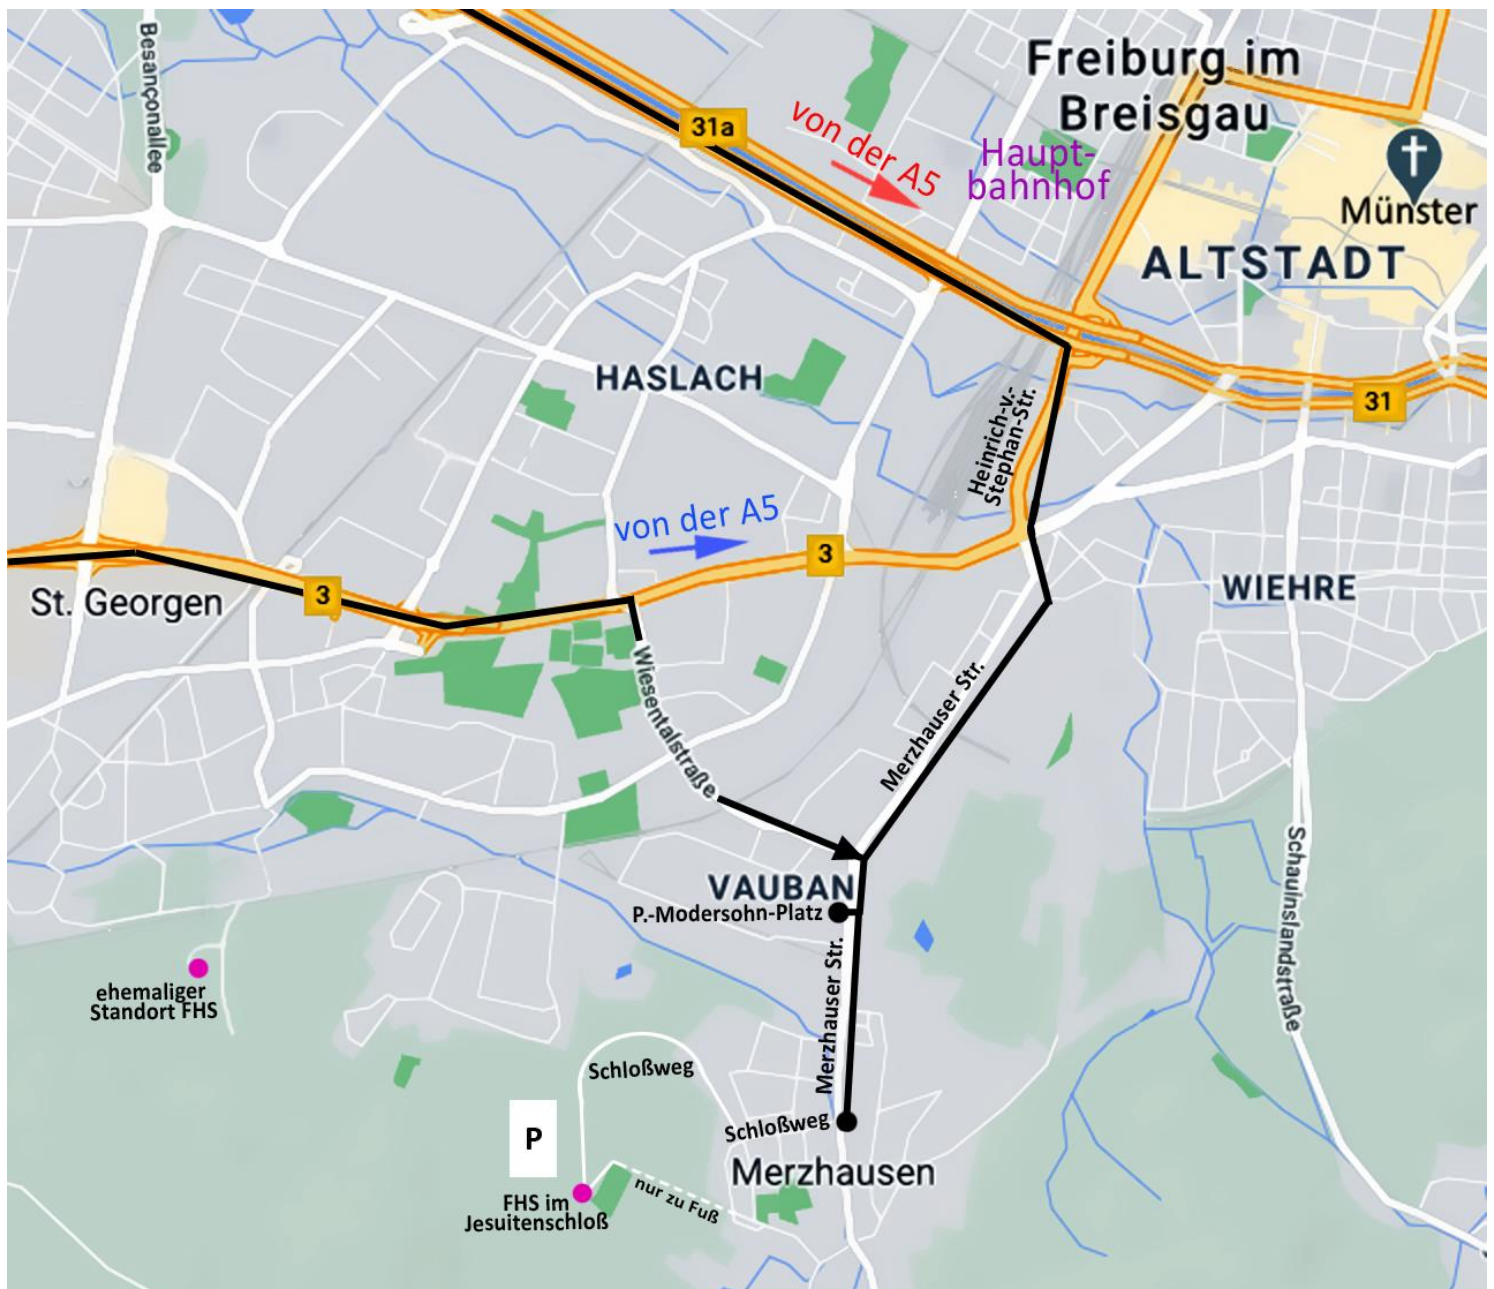 Besançonallee
Freiburg im
Breisgau
31a
von der A5
Haupt-
bahnhof
Münster
ALTSTADT
HASLACH
31
Heinrich-v.-
Stephan-Str.
von der A5
3
3
St. Georgen
WIEHRE
Wiesentalstraße
Merzhauser Str.
VAUBAN
P.-Modersohn-Platz
Schauinslandstraße
Merzhauser Str.
ehemaliger
Standort FHS
Schloßweg
P
Schloßweg
Merzhausen
FHS im
Jesuitenschloß
nur zu Fuß